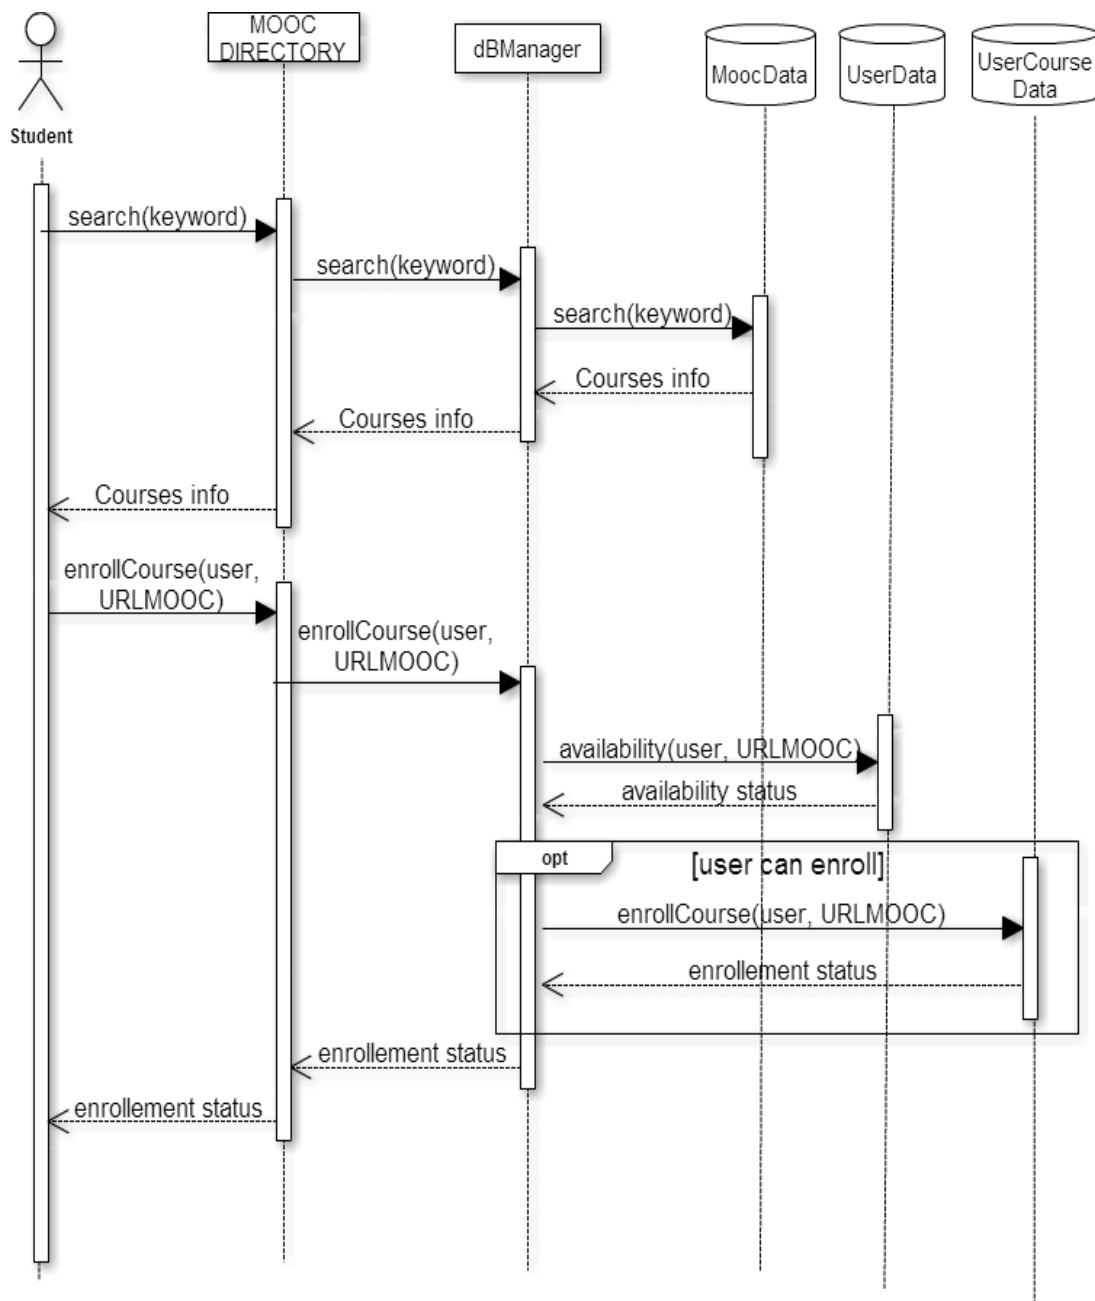 MOOC
DIRECTORY
dBManager
MoocData
UserData
UserCourse
Data
Student
search(keyword)
search(keyword)
search(keyword)
Courses info
Courses info
Courses info
enrollCourse(user,
URLMOOC)
enrollCourse(user,
URLMOOC)
availability(user, URLMOOC)
availability status
opt
[user can enroll]
enrollCourse(user, URLMOOC)
enrollement status
enrollement status
enrollement status